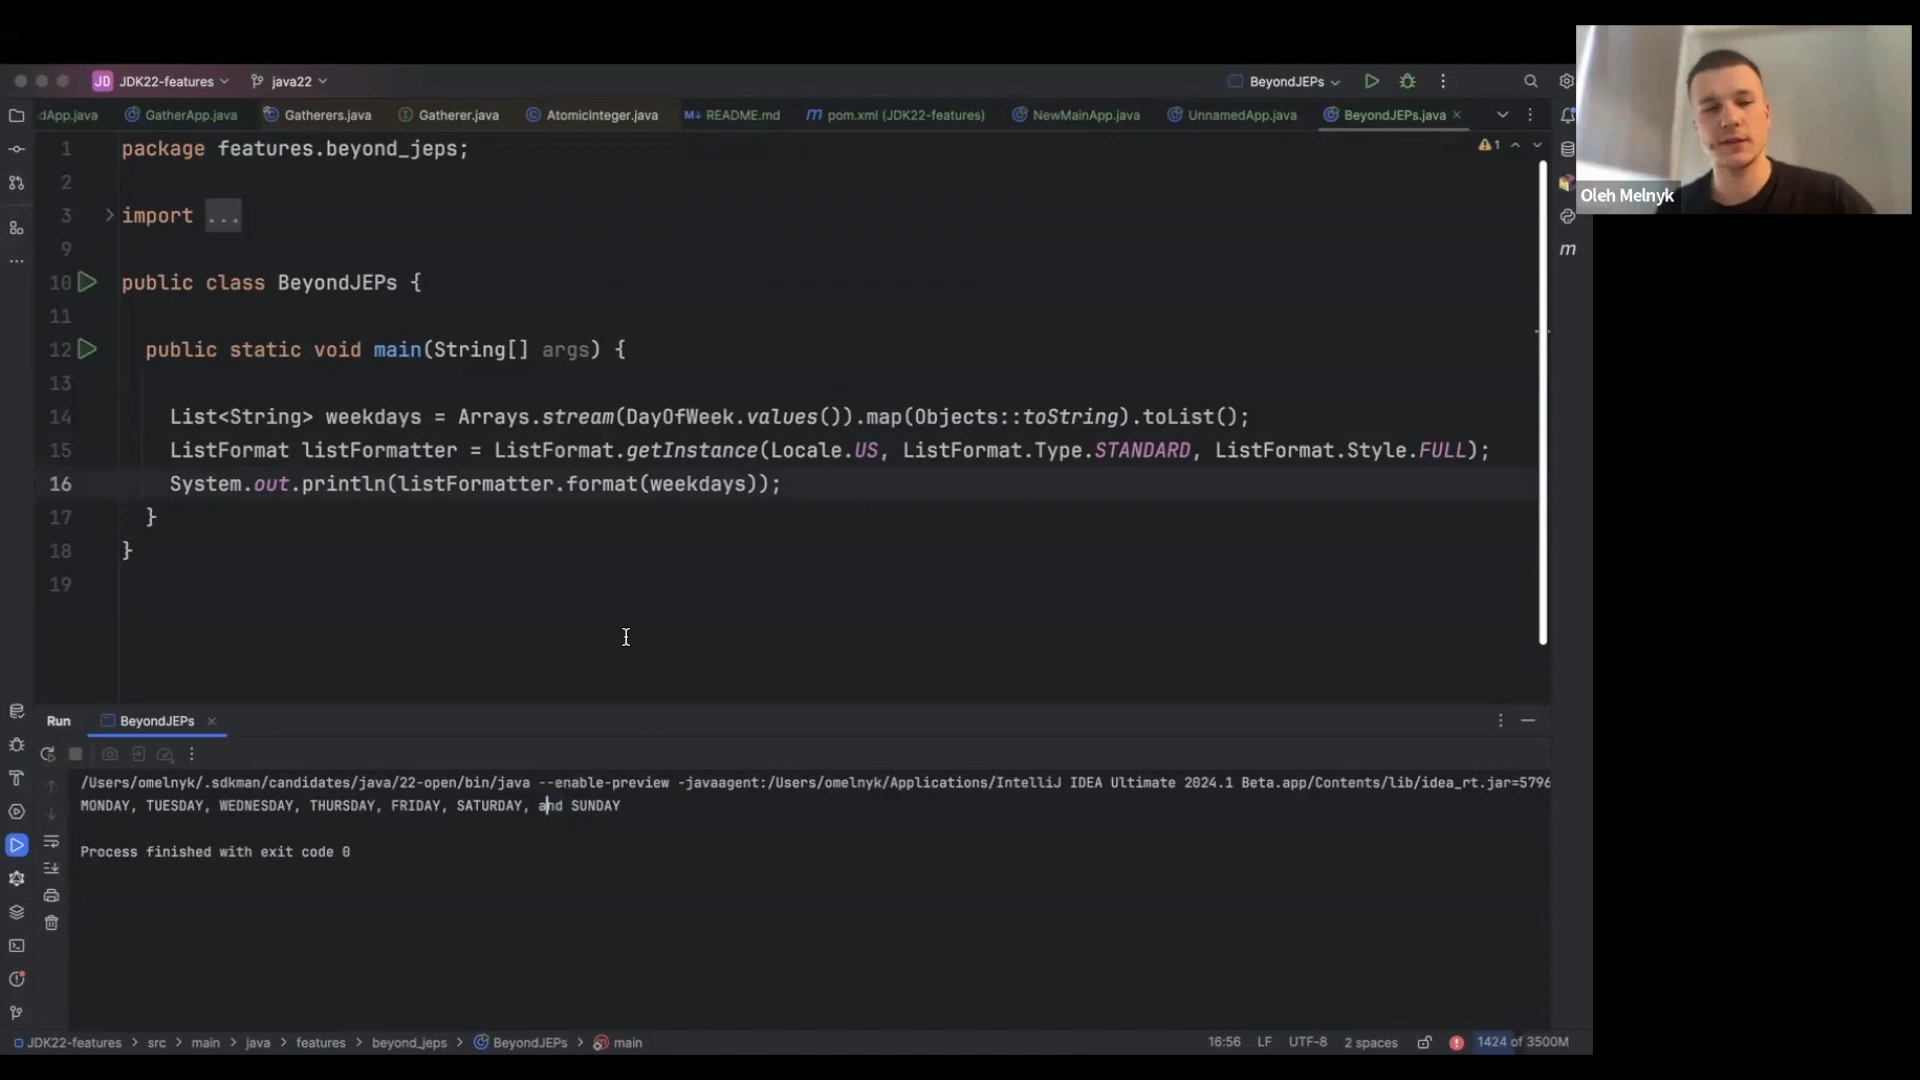 JD JDK22-features java22 BeyondJEPs
dApp.java GatherApp.java Gatherers.java Gatherer.java AtomicInteger.java README.md pom.xml (JDK22-features) NewMainApp.java UnnamedApp.java BeyondJEPs.java
1 package features.beyond_jeps;
1
2
3 import ...
9
10 public class BeyondJEPs {
11
12 public static void main(String[] args) {
13
14 List<String> weekdays = Arrays.stream(DayOfWeek.values()).map(Objects::toString).toList();
15 ListFormat listFormatter = ListFormat.getInstance(Locale.US, ListFormat.Type.STANDARD, ListFormat.Style.FULL);
16 System.out.println(listFormatter.format(weekdays));
17 }
18 }
19
Oleh Melnyk
m
Run BeyondJEPs
/Users/omelnyk/.sdkman/candidates/java/22-open/bin/java --enable-preview -javaagent:/Users/omelnyk/Applications/IntelliJ IDEA Ultimate 2024.1 Beta.app/Contents/lib/idea_rt.jar=5796
MONDAY, TUESDAY, WEDNESDAY, THURSDAY, FRIDAY, SATURDAY, and SUNDAY
Process finished with exit code 0
JDK22-features > src > main > java > features > beyond_jeps > BeyondJEPs > main 16:56 LF UTF-8 2 spaces 1424 of 3500M